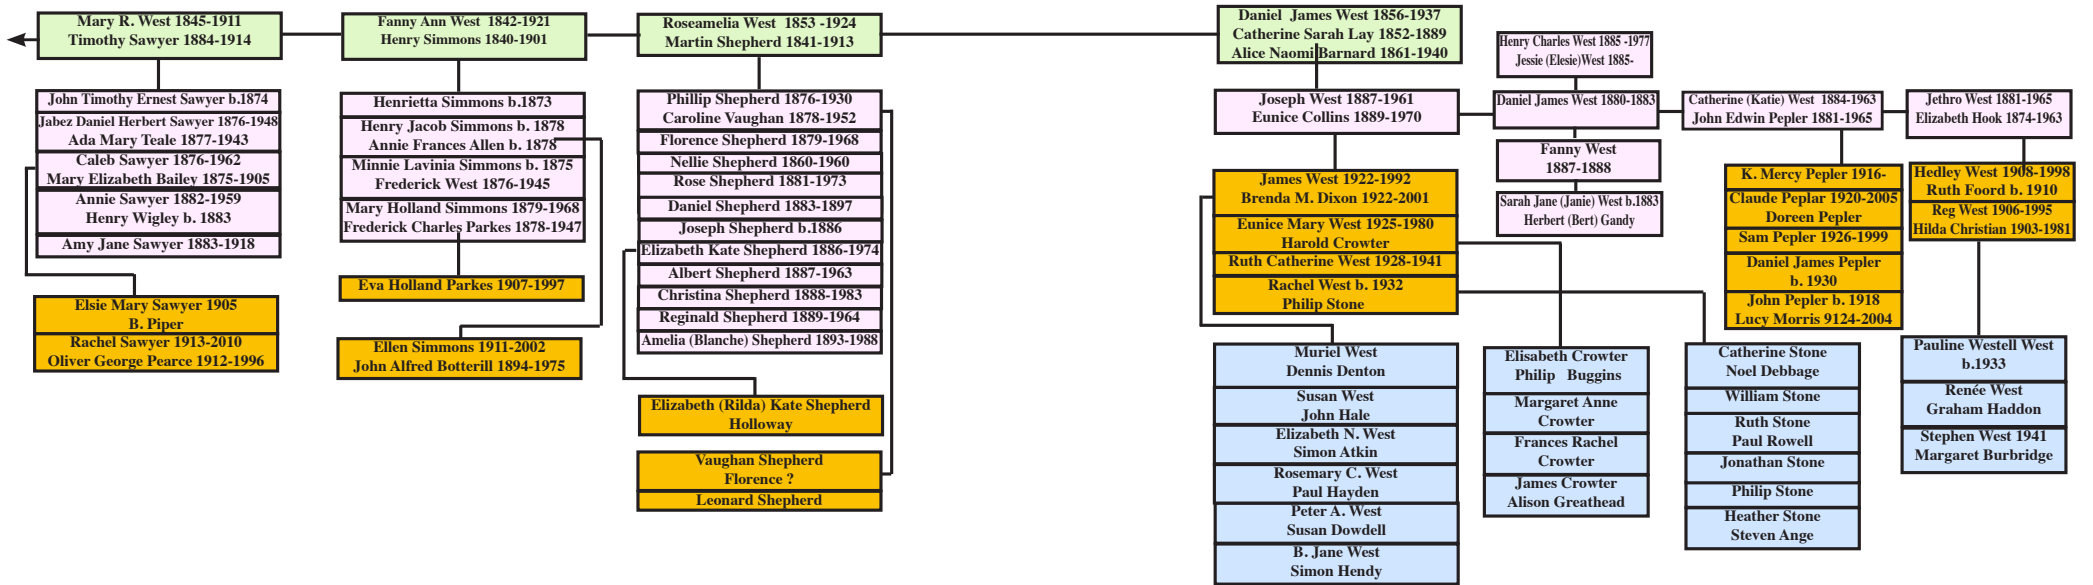 Mary R. West 1845-1911
Timothy Sawyer 1884-1914
John Timothy Ernest Sawyer b.1874
Jabez Daniel Herbert Sawyer 1876-1948
Ada Mary Teale 1877-1943
Caleb Sawyer 1876-1962
Mary Elizabeth Bailey 1875-1905
Annie Sawyer 1882-1959
Henry Wigley b. 1883
Amy Jane Sawyer 1883-1918
Elsie Mary Sawyer 1905
B. Piper
Rachel Sawyer 1913-2010
Oliver George Pearce 1912-1996
Fanny Ann West 1842-1921
Henry Simmons 1840-1901
Henrietta Simmons b.1873
Henry Jacob Simmons b. 1878
Annie Frances Allen b. 1878
Minnie Lavinia Simmons b. 1875
Frederick West 1876-1945
Mary Holland Simmons 1879-1968
Frederick Charles Parkes 1878-1947
Eva Holland Parkes 1907-1997
Ellen Simmons 1911-2002
John Alfred Botterill 1894-1975
Roseamelia West 1853 -1924
Martin Shepherd 1841-1913
Phillip Shepherd 1876-1930
Caroline Vaughan 1878-1952
Florence Shepherd 1879-1968
Nellie Shepherd 1860-1960
Rose Shepherd 1881-1973
Daniel Shepherd 1883-1897
Joseph Shepherd b.1886
Elizabeth Kate Shepherd 1886-1974
Albert Shepherd 1887-1963
Christina Shepherd 1888-1983
Reginald Shepherd 1889-1964
Amelia (Blanche) Shepherd 1893-1988
Elizabeth (Rilda) Kate Shepherd
Holloway
Vaughan Shepherd
Florence ?
Leonard Shepherd
Daniel James West 1856-1937
Catherine Sarah Lay 1852-1889
Alice Naomi Barnard 1861-1940
Joseph West 1887-1961
Eunice Collins 1889-1970
James West 1922-1992
Brenda M. Dixon 1922-2001
Eunice Mary West 1925-1980
Harold Crowter
Ruth Catherine West 1928-1941
Rachel West b. 1932
Philip Stone
Muriel West
Dennis Denton
Susan West
John Hale
Elizabeth N. West
Simon Atkin
Rosemary C. West
Paul Hayden
Peter A. West
Susan Dowdell
B. Jane West
Simon Hendy
Henry Charles West 1885 -1977
Jessie (Elesie)West 1885-
Daniel James West 1880-1883
Fanny West
1887-1888
Sarah Jane (Janie) West b.1883
Herbert (Bert) Gandy
Elisabeth Crowter
Philip Buggins
Margaret Anne
Crowter
Frances Rachel
Crowter
James Crowter
Alison Greathead
Catherine (Katie) West 1884-1963
John Edwin Pepler 1881-1965
K. Mercy Pepler 1916-
Claude Peplar 1920-2005
Doreen Pepler
Sam Pepler 1926-1999
Daniel James Pepler
b. 1930
John Pepler b. 1918
Lucy Morris 9124-2004
Catherine Stone
Noel Debbage
William Stone
Ruth Stone
Paul Rowell
Jonathan Stone
Philip Stone
Heather Stone
Steven Ange
Jethro West 1881-1965
Elizabeth Hook 1874-1963
Hedley West 1908-1998
Ruth Foord b. 1910
Reg West 1906-1995
Hilda Christian 1903-1981
Pauline Westell West
b.1933
Renée West
Graham Haddon
Stephen West 1941
Margaret Burbridge